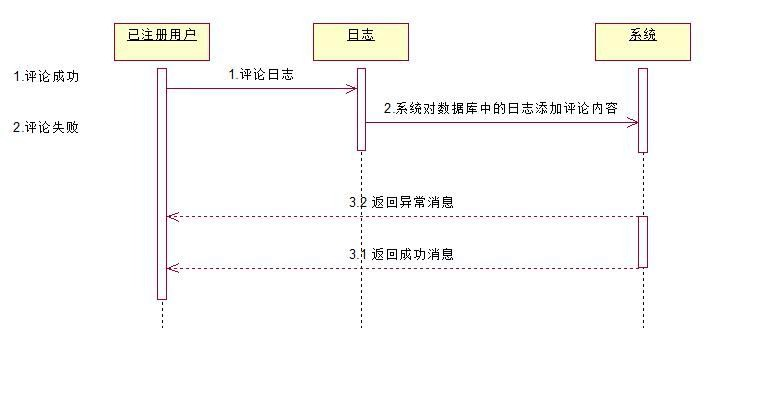 已注册用户
日志
系统
1.评论成功
1.评论日志
2.系统对数据库中的日志添加评论内容
2.评论失败
3.2 返回异常消息
3.1 返回成功消息